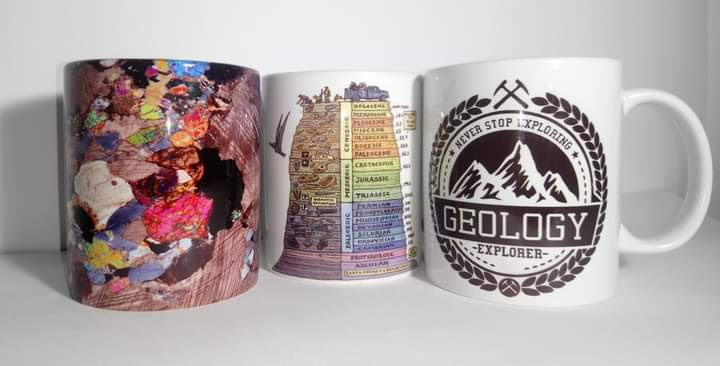 CENOZOIC
HOLOCENE
PLEISTOCENE
PLIOCENE
MIOCENE
OLIGOCENE
EOCENE
PALEOCENE
MESOZOIC
CRETACEOUS
JURASSIC
TRIASSIC
PALEOZOIC
PERMIAN
PENNSYLVANIAN
MISSISSIPPIAN
DEVONIAN
SILURIAN
ORDOVICIAN
CAMBRIAN
PROTEROZOIC
ARCHEAN
NEVER STOP EXPLORING
GEOLOGY
-EXPLORER-